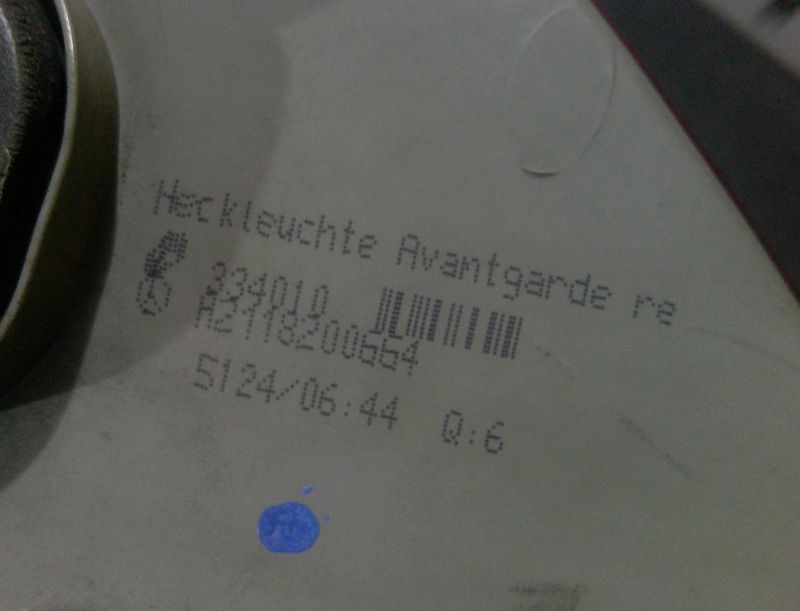 Heckleuchte Avantgarde re
334010
A2118200664
5124/06:44 Q:6